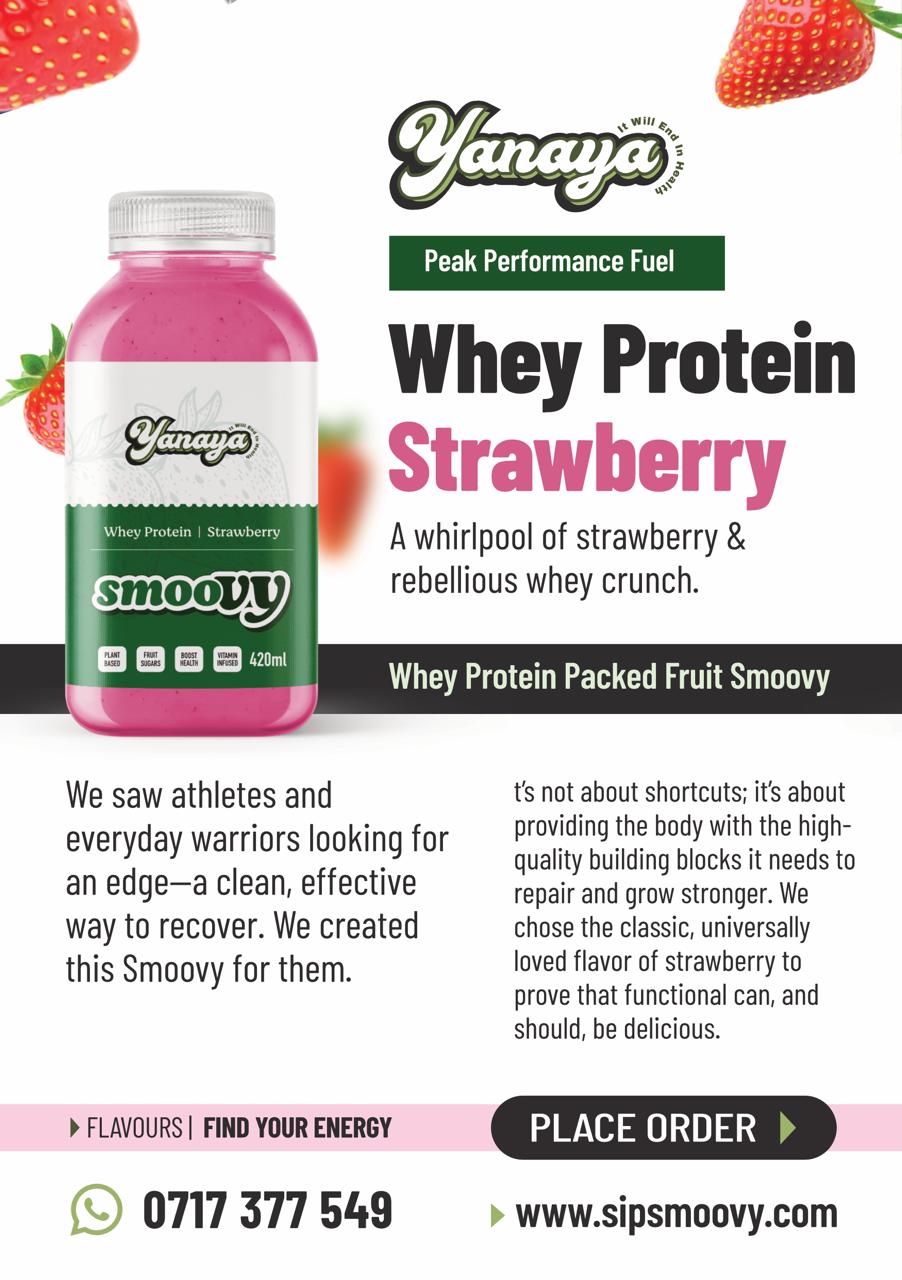 Yanaya
It Will End In Health
Peak Performance Fuel
Whey Protein
Strawberry
A whirlpool of strawberry &
rebellious whey crunch.
Yanaya
It Will End In Health
Whey Protein | Strawberry
smoovy
PLANT BASED
FRUIT SUGARS
BOOST HEALTH
VITAMIN INFUSED
420ml
Whey Protein Packed Fruit Smoovy
We saw athletes and
everyday warriors looking for
an edge—a clean, effective
way to recover. We created
this Smoovy for them.
t's not about shortcuts; it's about
providing the body with the high-
quality building blocks it needs to
repair and grow stronger. We
chose the classic, universally
loved flavor of strawberry to
prove that functional can, and
should, be delicious.
FLAVOURS | FIND YOUR ENERGY
PLACE ORDER
0717 377 549
www.sipsmoovy.com